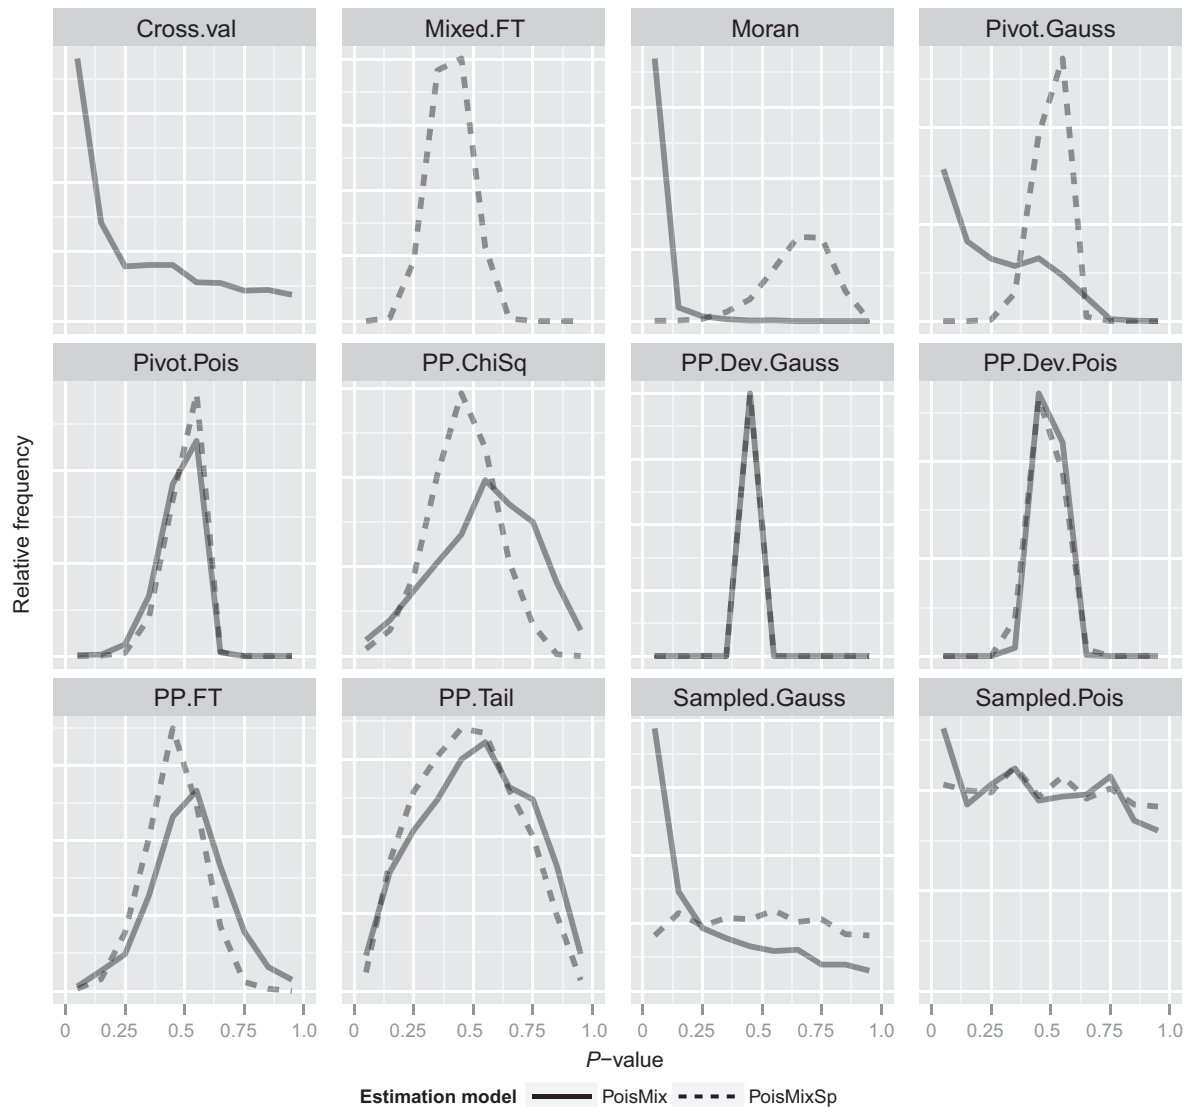 Cross.val
Mixed.FT
Moran
Pivot.Gauss
Pivot.Pois
PP.ChiSq
PP.Dev.Gauss
PP.Dev.Pois
PP.FT
PP.Tail
Sampled.Gauss
Sampled.Pois
Relative frequency
0 0.25 0.5 0.75 1.0
0 0.25 0.5 0.75 1.0
0 0.25 0.5 0.75 1.0
0 0.25 0.5 0.75 1.0
P−value
Estimation model PoisMix PoisMixSp